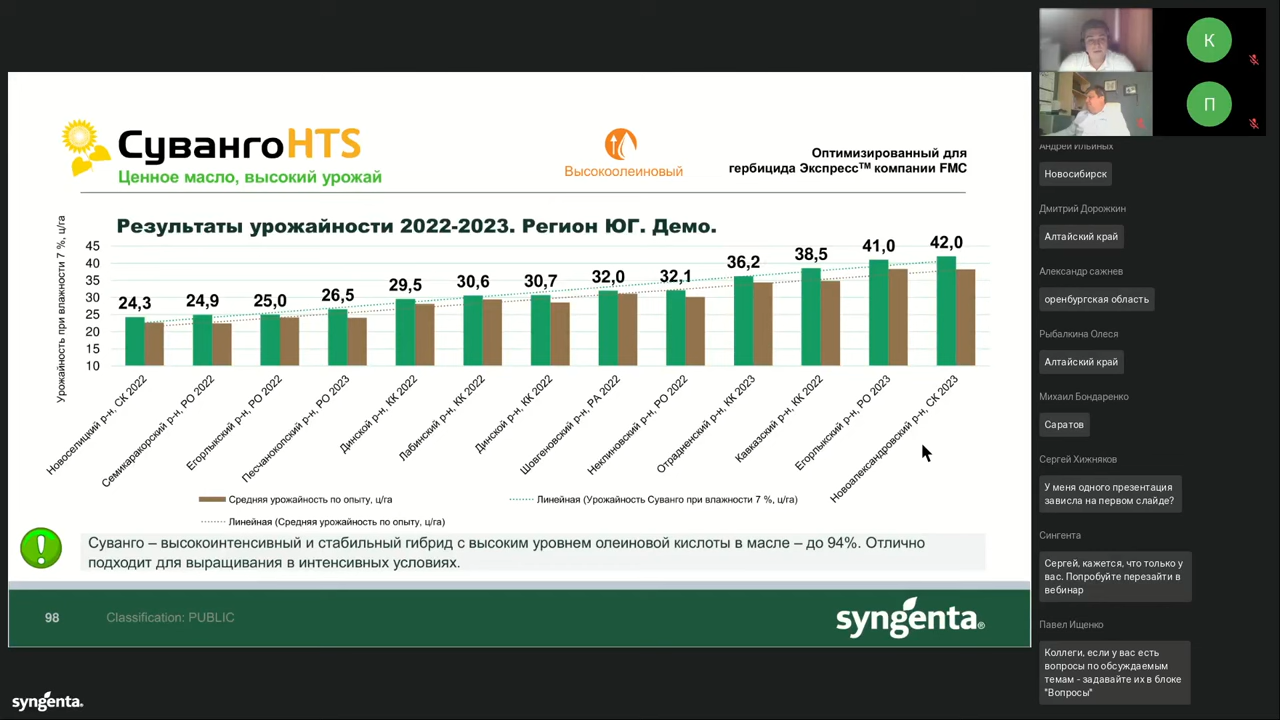 Суванго HTS
Ценное масло, высокий урожай
Высокоолеиновый
Оптимизированный для
гербицида Экспресс™ компании FMC
Результаты урожайности 2022-2023. Регион ЮГ. Демо.
Урожайность при влажности 7 %, ц/га
45
40
35
30
25
20
15
10
24,3
24,9
25,0
26,5
29,5
30,6
30,7
32,0
32,1
36,2
38,5
41,0
42,0
Новоселицкий р-н, СК 2022
Семикаракорский р-н, РО 2022
Егорлыкский р-н, РО 2022
Песчанокопский р-н, РО 2023
Динской р-н, КК 2022
Лабинский р-н, КК 2022
Динской р-н, КК 2022
Шовгеновский р-н, РА 2022
Неклиновский р-н, РО 2022
Отрадненский р-н, КК 2023
Кавказский р-н, КК 2022
Егорлыкский р-н, РО 2023
Новоалександровский р-н, СК 2023
Средняя урожайность по опыту, ц/га
Линейная (Урожайность Суванго при влажности 7 %, ц/га)
Линейная (Средняя урожайность по опыту, ц/га)
Суванго – высокоинтенсивный и стабильный гибрид с высоким уровнем олеиновой кислоты в масле – до 94%. Отлично
подходит для выращивания в интенсивных условиях.
98
Classification: PUBLIC
syngenta®
syngenta.
К
П
Андрей Ильиных
Новосибирск
Дмитрий Дорожкин
Алтайский край
Александр сажнев
оренбургская область
Рыбалкина Олеся
Алтайский край
Михаил Бондаренко
Саратов
Сергей Хижняков
У меня одного презентация
зависла на первом слайде?
Сингента
Сергей, кажется, что только у
вас. Попробуйте перезайти в
вебинар
Павел Ищенко
Коллеги, если у вас есть
вопросы по обсуждаемым
темам - задавайте их в блоке
"Вопросы"